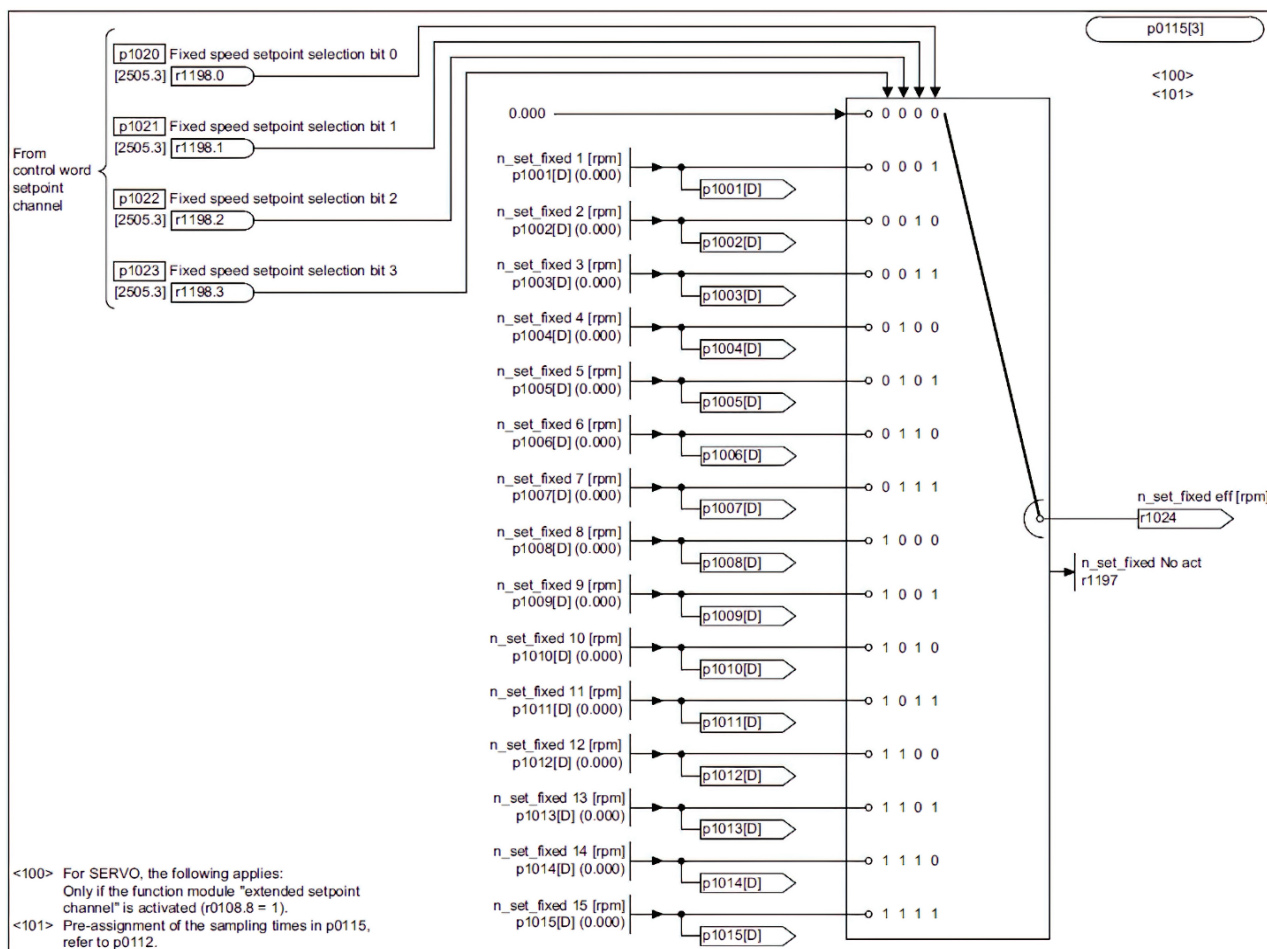 p0115[3]
<100>
<101>
From
control word
setpoint
channel
p1020 Fixed speed setpoint selection bit 0
[2505.3] r1198.0
p1021 Fixed speed setpoint selection bit 1
[2505.3] r1198.1
p1022 Fixed speed setpoint selection bit 2
[2505.3] r1198.2
p1023 Fixed speed setpoint selection bit 3
[2505.3] r1198.3
0.000
0 0 0 0
n_set_fixed 1 [rpm]
p1001[D] (0.000)
p1001[D]
0 0 0 1
n_set_fixed 2 [rpm]
p1002[D] (0.000)
p1002[D]
0 0 1 0
n_set_fixed 3 [rpm]
p1003[D] (0.000)
p1003[D]
0 0 1 1
n_set_fixed 4 [rpm]
p1004[D] (0.000)
p1004[D]
0 1 0 0
n_set_fixed 5 [rpm]
p1005[D] (0.000)
p1005[D]
0 1 0 1
n_set_fixed 6 [rpm]
p1006[D] (0.000)
p1006[D]
0 1 1 0
n_set_fixed 7 [rpm]
p1007[D] (0.000)
p1007[D]
0 1 1 1
n_set_fixed 8 [rpm]
p1008[D] (0.000)
p1008[D]
1 0 0 0
n_set_fixed 9 [rpm]
p1009[D] (0.000)
p1009[D]
1 0 0 1
n_set_fixed 10 [rpm]
p1010[D] (0.000)
p1010[D]
1 0 1 0
n_set_fixed 11 [rpm]
p1011[D] (0.000)
p1011[D]
1 0 1 1
n_set_fixed 12 [rpm]
p1012[D] (0.000)
p1012[D]
1 1 0 0
n_set_fixed 13 [rpm]
p1013[D] (0.000)
p1013[D]
1 1 0 1
n_set_fixed 14 [rpm]
p1014[D] (0.000)
p1014[D]
1 1 1 0
n_set_fixed 15 [rpm]
p1015[D] (0.000)
p1015[D]
1 1 1 1
n_set_fixed eff [rpm]
r1024
n_set_fixed No act
r1197
<100> For SERVO, the following applies:
Only if the function module "extended setpoint
channel" is activated (r0108.8 = 1).
<101> Pre-assignment of the sampling times in p0115,
refer to p0112.